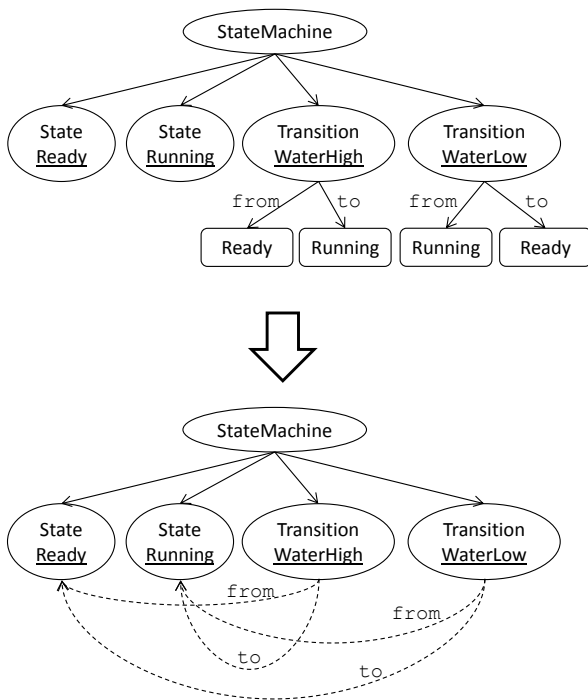 StateMachine
State
Ready
State
Running
Transition
WaterHigh
Transition
WaterLow
from
to
from
to
Ready
Running
Running
Ready
StateMachine
State
Ready
State
Running
Transition
WaterHigh
Transition
WaterLow
from
from
to
to